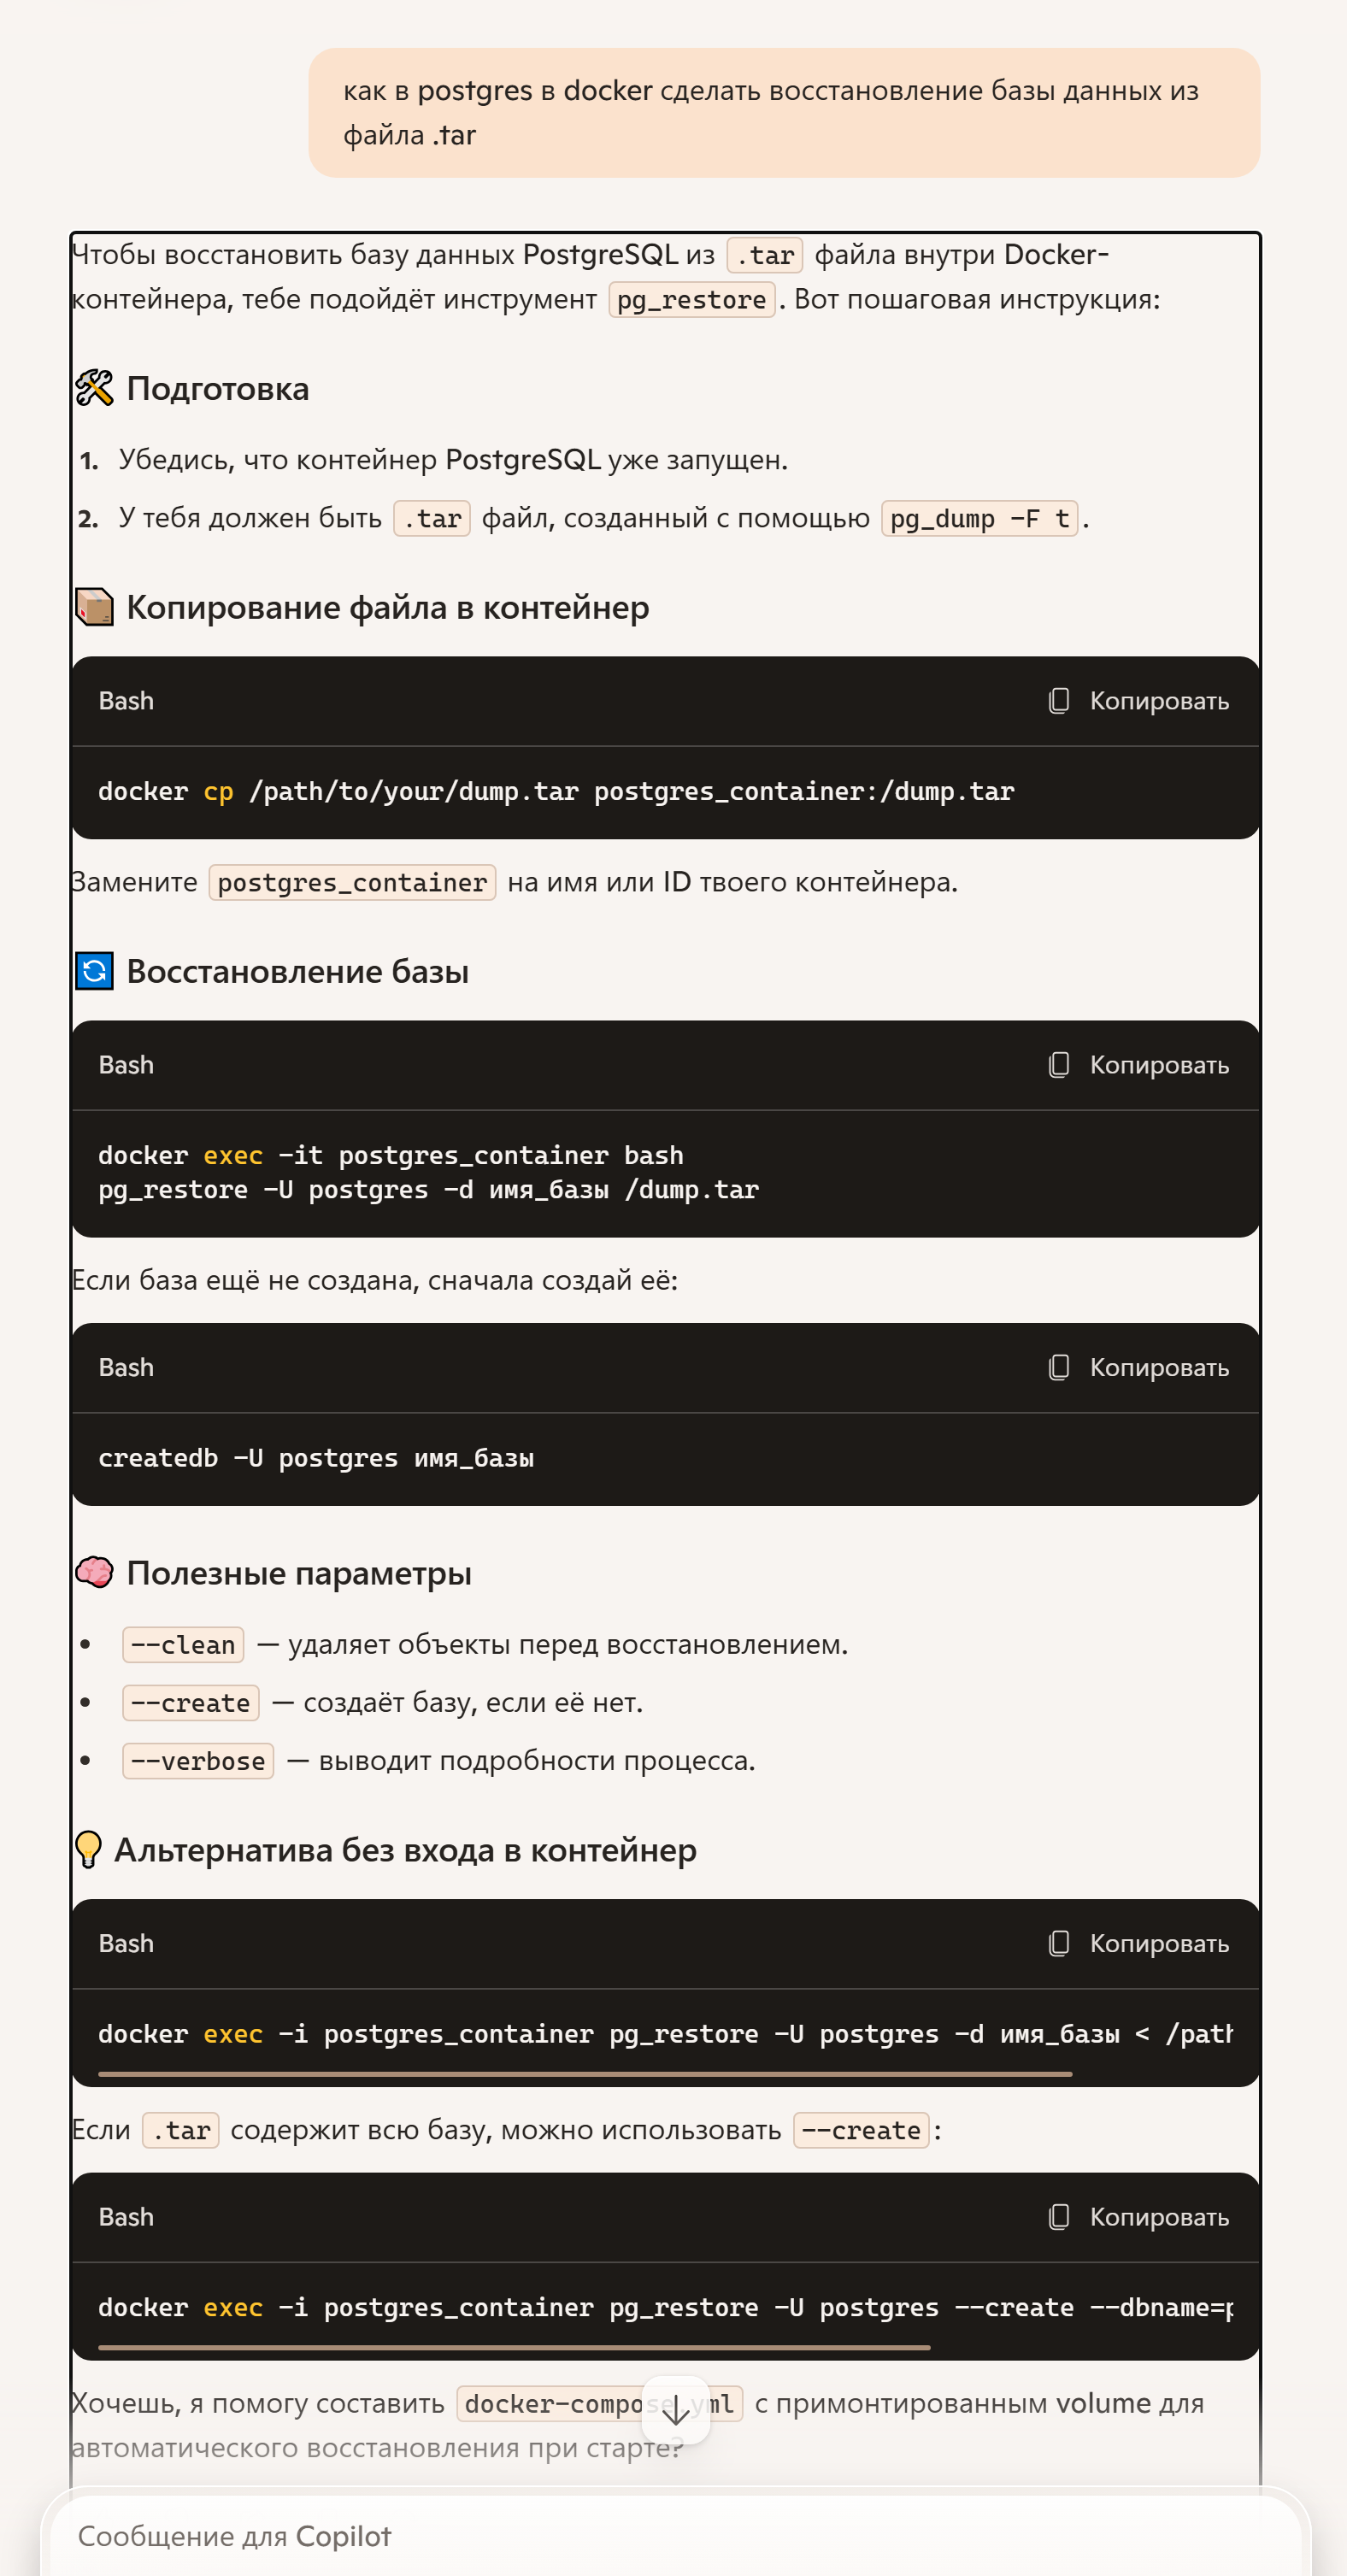 как в postgres в docker сделать восстановление базы данных из
файла .tar
Чтобы восстановить базу данных PostgreSQL из .tar файла внутри Docker-
контейнера, тебе подойдёт инструмент pg_restore. Вот пошаговая инструкция:
Подготовка
1. Убедись, что контейнер PostgreSQL уже запущен.
2. У тебя должен быть .tar файл, созданный с помощью pg_dump -F t.
Копирование файла в контейнер
Bash Копировать
docker cp /path/to/your/dump.tar postgres_container:/dump.tar
Замените postgres_container на имя или ID твоего контейнера.
Восстановление базы
Bash Копировать
docker exec -it postgres_container bash
pg_restore -U postgres -d имя_базы /dump.tar
Если база ещё не создана, сначала создай её:
Bash Копировать
createdb -U postgres имя_базы
Полезные параметры
• --clean — удаляет объекты перед восстановлением.
• --create — создаёт базу, если её нет.
• --verbose — выводит подробности процесса.
Альтернатива без входа в контейнер
Bash Копировать
docker exec -i postgres_container pg_restore -U postgres -d имя_базы < /path
Если .tar содержит всю базу, можно использовать --create:
Bash Копировать
docker exec -i postgres_container pg_restore -U postgres --create --dbname=p
Хочешь, я помогу составить docker-compose.yml с примонтированным volume для
автоматического восстановления при старте?
Сообщение для Copilot